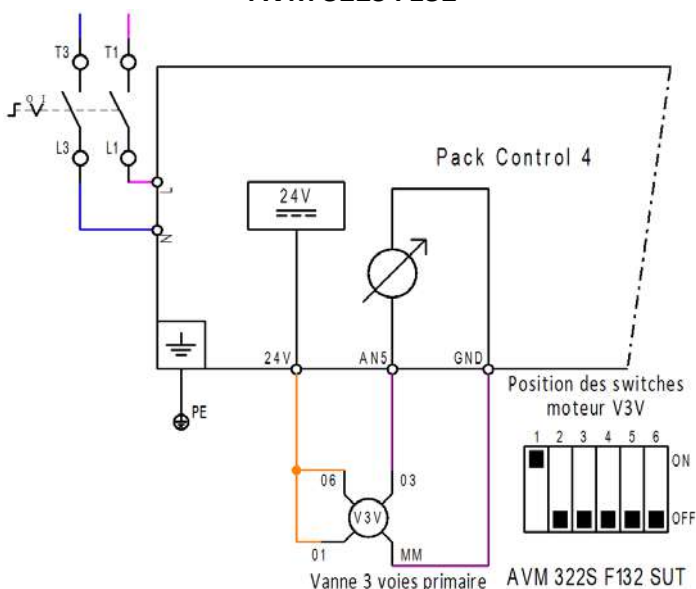 T3 T1
0 1
L3 L1
Pack Control 4
L
24V
N
24V AN5 GND
PE
Position des switches
moteur V3V
1 2 3 4 5 6
ON
06 03
V3V
OFF
01 MM
Vanne 3 voies primaire
AVM 322S F132 SUT